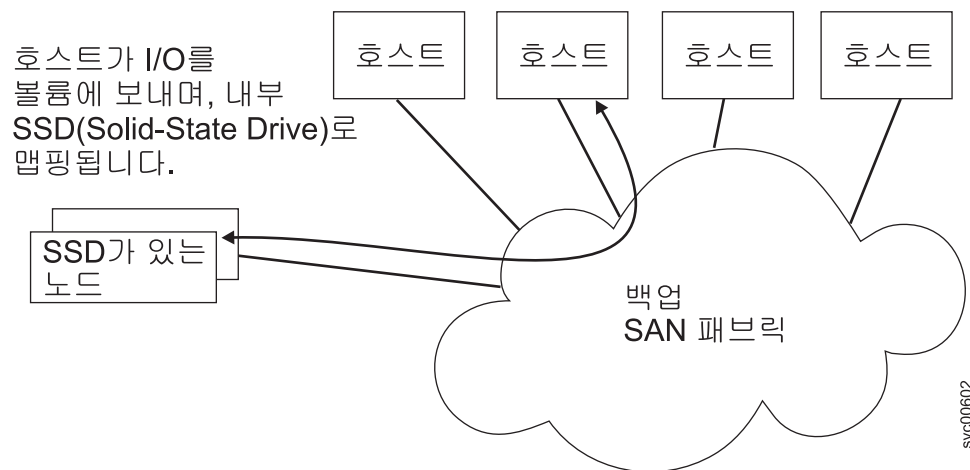 호스트가 I/O를
볼륨에 보내며, 내부
SSD(Solid-State Drive)로
맵핑됩니다.
호스트
호스트
호스트
호스트
SSD가 있는
노드
백업
SAN 패브릭
svc00602